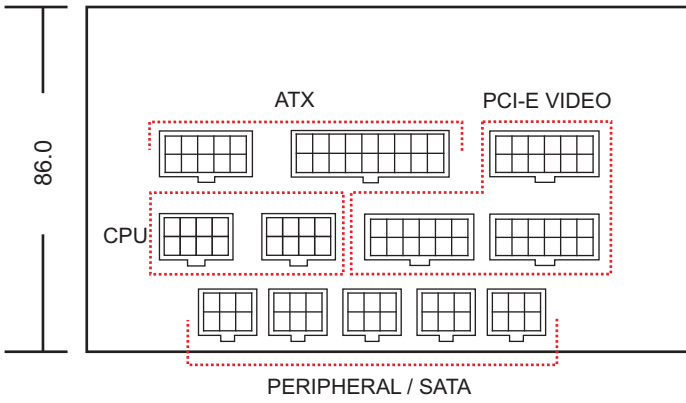 ATX
PCI-E VIDEO
86.0
CPU
PERIPHERAL / SATA